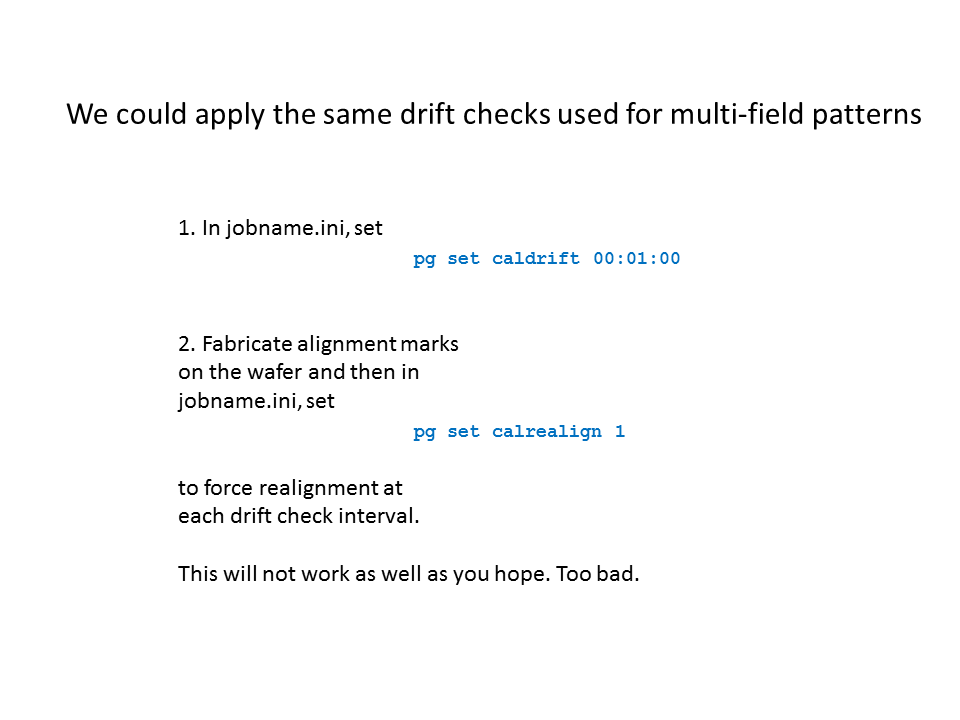 We could apply the same drift checks used for multi-field patterns
1. In jobname.ini, set
pg set caldrift 00:01:00
2. Fabricate alignment marks
on the wafer and then in
jobname.ini, set
pg set calrealign 1
to force realignment at
each drift check interval.
This will not work as well as you hope. Too bad.